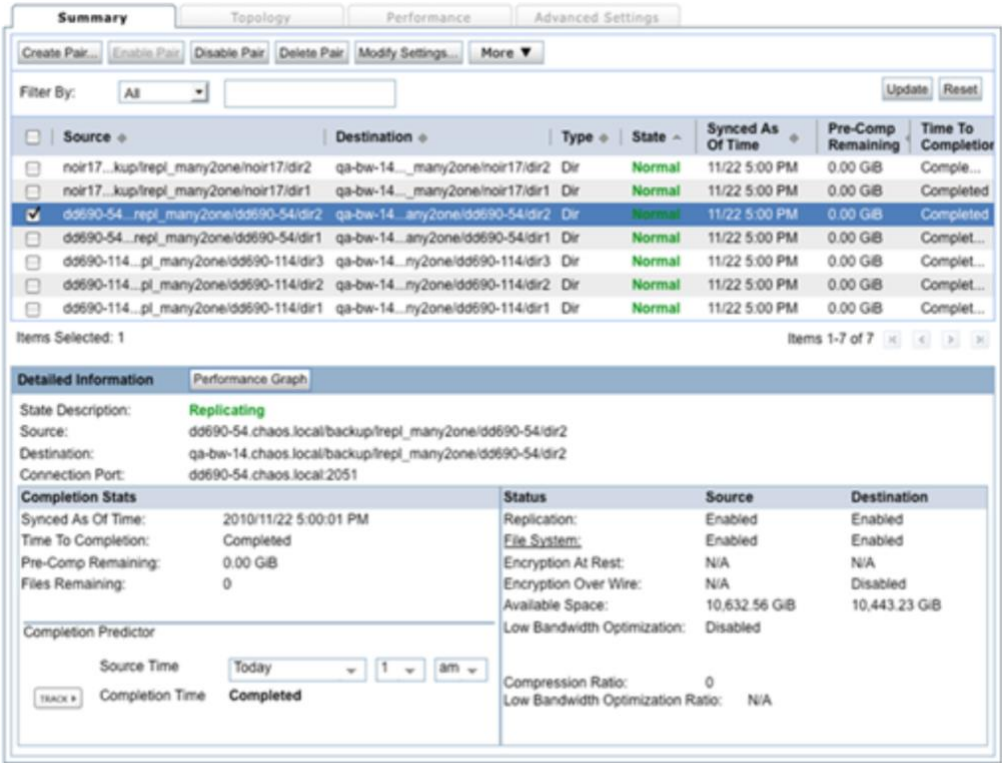 Summary Topology Performance Advanced Settings
Create Pair... Enable Pair Disable Pair Delete Pair Modify Settings... More ▼
Filter By: All Update Reset
Source Destination Type State Synced As Of Time Pre-Comp Remaining Time To Completion
noir17...kup/lrepl_many2one/noir17/dir2 qa-bw-14..._many2one/noir17/dir2 Dir Normal 11/22 5:00 PM 0.00 GiB Comple...
noir17...kup/lrepl_many2one/noir17/dir1 qa-bw-14..._many2one/noir17/dir1 Dir Normal 11/22 5:00 PM 0.00 GiB Completed
dd690-54...repl_many2one/dd690-54/dir2 qa-bw-14...any2one/dd690-54/dir2 Dir Normal 11/22 5:00 PM 0.00 GiB Completed
dd690-54...repl_many2one/dd690-54/dir1 qa-bw-14...any2one/dd690-54/dir1 Dir Normal 11/22 5:00 PM 0.00 GiB Complet...
dd690-114...pl_many2one/dd690-114/dir3 qa-bw-14...ny2one/dd690-114/dir3 Dir Normal 11/22 5:00 PM 0.00 GiB Complet...
dd690-114...pl_many2one/dd690-114/dir2 qa-bw-14...ny2one/dd690-114/dir2 Dir Normal 11/22 5:00 PM 0.00 GiB Complet...
dd690-114...pl_many2one/dd690-114/dir1 qa-bw-14...ny2one/dd690-114/dir1 Dir Normal 11/22 5:00 PM 0.00 GiB Complet...
Items Selected: 1 Items 1-7 of 7
Detailed Information Performance Graph
State Description: Replicating
Source: dd690-54.chaos.local/backup/lrepl_many2one/dd690-54/dir2
Destination: qa-bw-14.chaos.local/backup/lrepl_many2one/dd690-54/dir2
Connection Port: dd690-54.chaos.local:2051
Completion Stats
Synced As Of Time: 2010/11/22 5:00:01 PM
Time To Completion: Completed
Pre-Comp Remaining: 0.00 GiB
Files Remaining: 0
Completion Predictor
Source Time Today 1 am
TRACK Completion Time Completed
Status Source Destination
Replication: Enabled Enabled
File System: Enabled Enabled
Encryption At Rest: N/A N/A
Encryption Over Wire: N/A Disabled
Available Space: 10,632.56 GiB 10,443.23 GiB
Low Bandwidth Optimization: Disabled
Compression Ratio: 0
Low Bandwidth Optimization Ratio: N/A